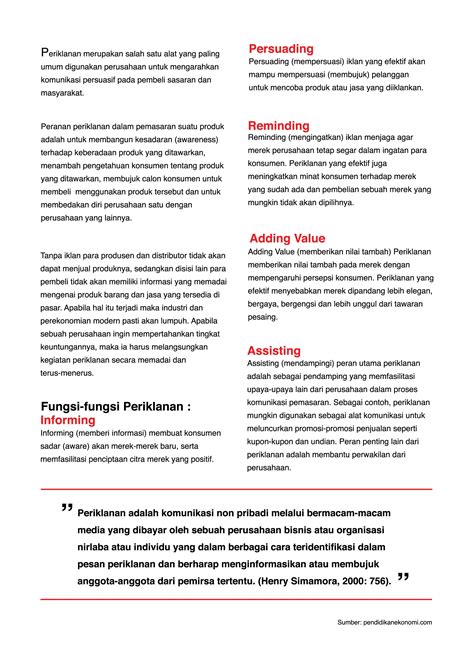 Periklanan merupakan salah satu alat yang paling
umum digunakan perusahaan untuk mengarahkan
komunikasi persuasif pada pembeli sasaran dan
masyarakat.
Peranan periklanan dalam pemasaran suatu produk
adalah untuk membangun kesadaran (awareness)
terhadap keberadaan produk yang ditawarkan,
menambah pengetahuan konsumen tentang produk
yang ditawarkan, membujuk calon konsumen untuk
membeli menggunakan produk tersebut dan untuk
membedakan diri perusahaan satu dengan
perusahaan yang lainnya.
Tanpa iklan para produsen dan distributor tidak akan
dapat menjual produknya, sedangkan disisi lain para
pembeli tidak akan memiliki informasi yang memadai
mengenai produk barang dan jasa yang tersedia di
pasar. Apabila hal itu terjadi maka industri dan
perekonomian modern pasti akan lumpuh. Apabila
sebuah perusahaan ingin mempertahankan tingkat
keuntungannya, maka ia harus melangsungkan
kegiatan periklanan secara memadai dan
terus-menerus.
Fungsi-fungsi Periklanan :
Informing
Informing (memberi informasi) membuat konsumen
sadar (aware) akan merek-merek baru, serta
memfasilitasi penciptaan citra merek yang positif.
Persuading
Persuading (mempersuasi) iklan yang efektif akan
mampu mempersuasi (membujuk) pelanggan
untuk mencoba produk atau jasa yang diiklankan.
Reminding
Reminding (mengingatkan) iklan menjaga agar
merek perusahaan tetap segar dalam ingatan para
konsumen. Periklanan yang efektif juga
meningkatkan minat konsumen terhadap merek
yang sudah ada dan pembelian sebuah merek yang
mungkin tidak akan dipilihnya.
Adding Value
Adding Value (memberikan nilai tambah) Periklanan
memberikan nilai tambah pada merek dengan
mempengaruhi persepsi konsumen. Periklanan yang
efektif menyebabkan merek dipandang lebih elegan,
bergaya, bergengsi dan lebih unggul dari tawaran
pesaing.
Assisting
Assisting (mendampingi) peran utama periklanan
adalah sebagai pendamping yang memfasilitasi
upaya-upaya lain dari perusahaan dalam proses
komunikasi pemasaran. Sebagai contoh, periklanan
mungkin digunakan sebagai alat komunikasi untuk
meluncurkan promosi-promosi penjualan seperti
kupon-kupon dan undian. Peran penting lain dari
periklanan adalah membantu perwakilan dari
perusahaan.
” Periklanan adalah komunikasi non pribadi melalui bermacam-macam
media yang dibayar oleh sebuah perusahaan bisnis atau organisasi
nirlaba atau individu yang dalam berbagai cara teridentifikasi dalam
pesan periklanan dan berharap menginformasikan atau membujuk
anggota-anggota dari pemirsa tertentu. (Henry Simamora, 2000: 756). ”
Sumber: pendidikanekonomi.com